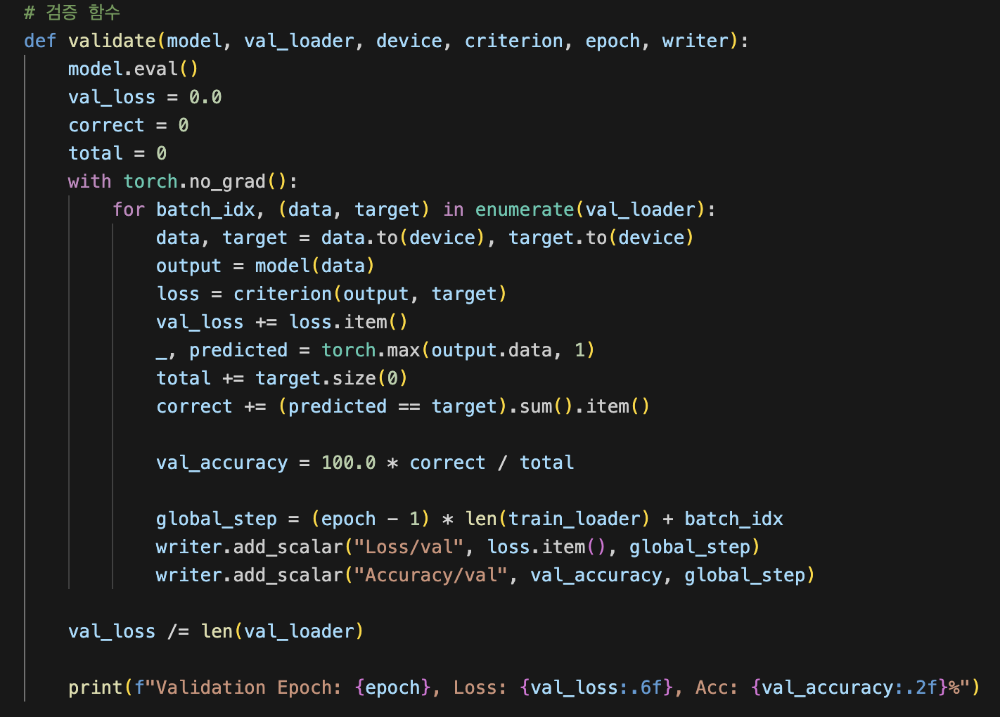 # 검증 함수
def validate(model, val_loader, device, criterion, epoch, writer):
    model.eval()
    val_loss = 0.0
    correct = 0
    total = 0
    with torch.no_grad():
        for batch_idx, (data, target) in enumerate(val_loader):
            data, target = data.to(device), target.to(device)
            output = model(data)
            loss = criterion(output, target)
            val_loss += loss.item()
            _, predicted = torch.max(output.data, 1)
            total += target.size(0)
            correct += (predicted == target).sum().item()

            val_accuracy = 100.0 * correct / total

            global_step = (epoch - 1) * len(train_loader) + batch_idx
            writer.add_scalar("Loss/val", loss.item(), global_step)
            writer.add_scalar("Accuracy/val", val_accuracy, global_step)

    val_loss /= len(val_loader)

    print(f"Validation Epoch: {epoch}, Loss: {val_loss:.6f}, Acc: {val_accuracy:.2f}%")